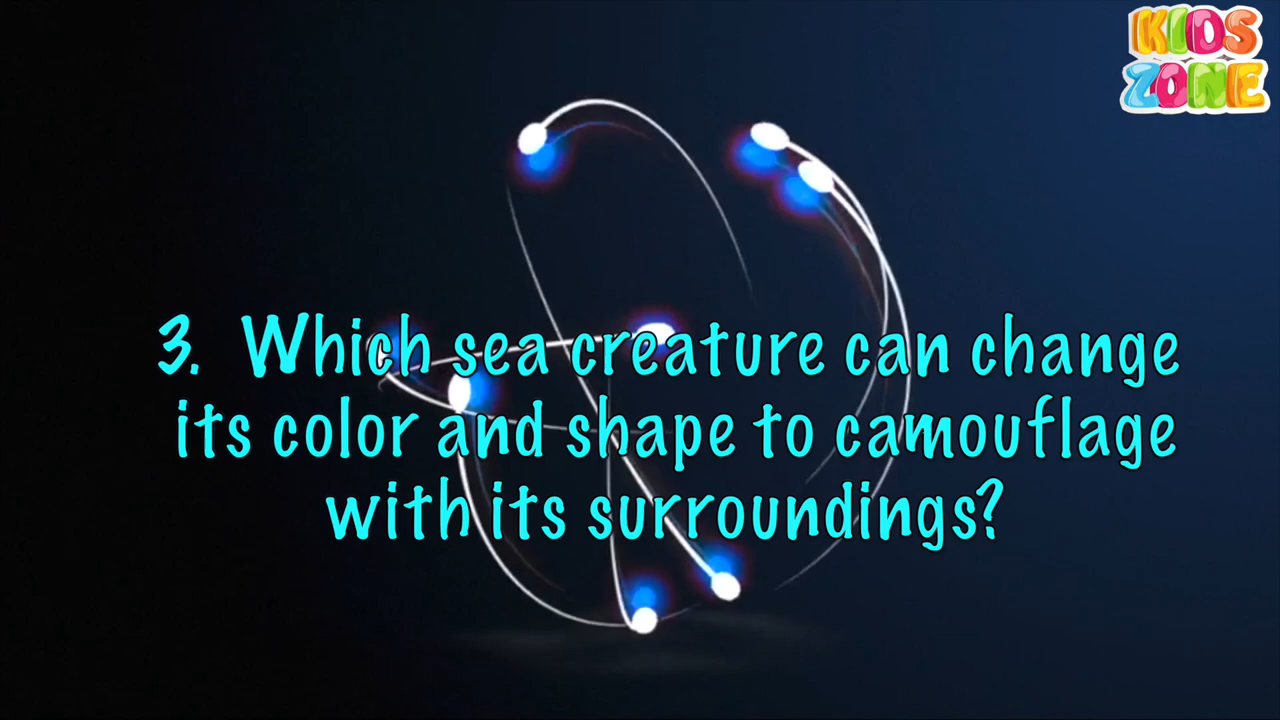 KIDS
ZONE
3. Which sea creature can change
its color and shape to camouflage
with its surroundings?